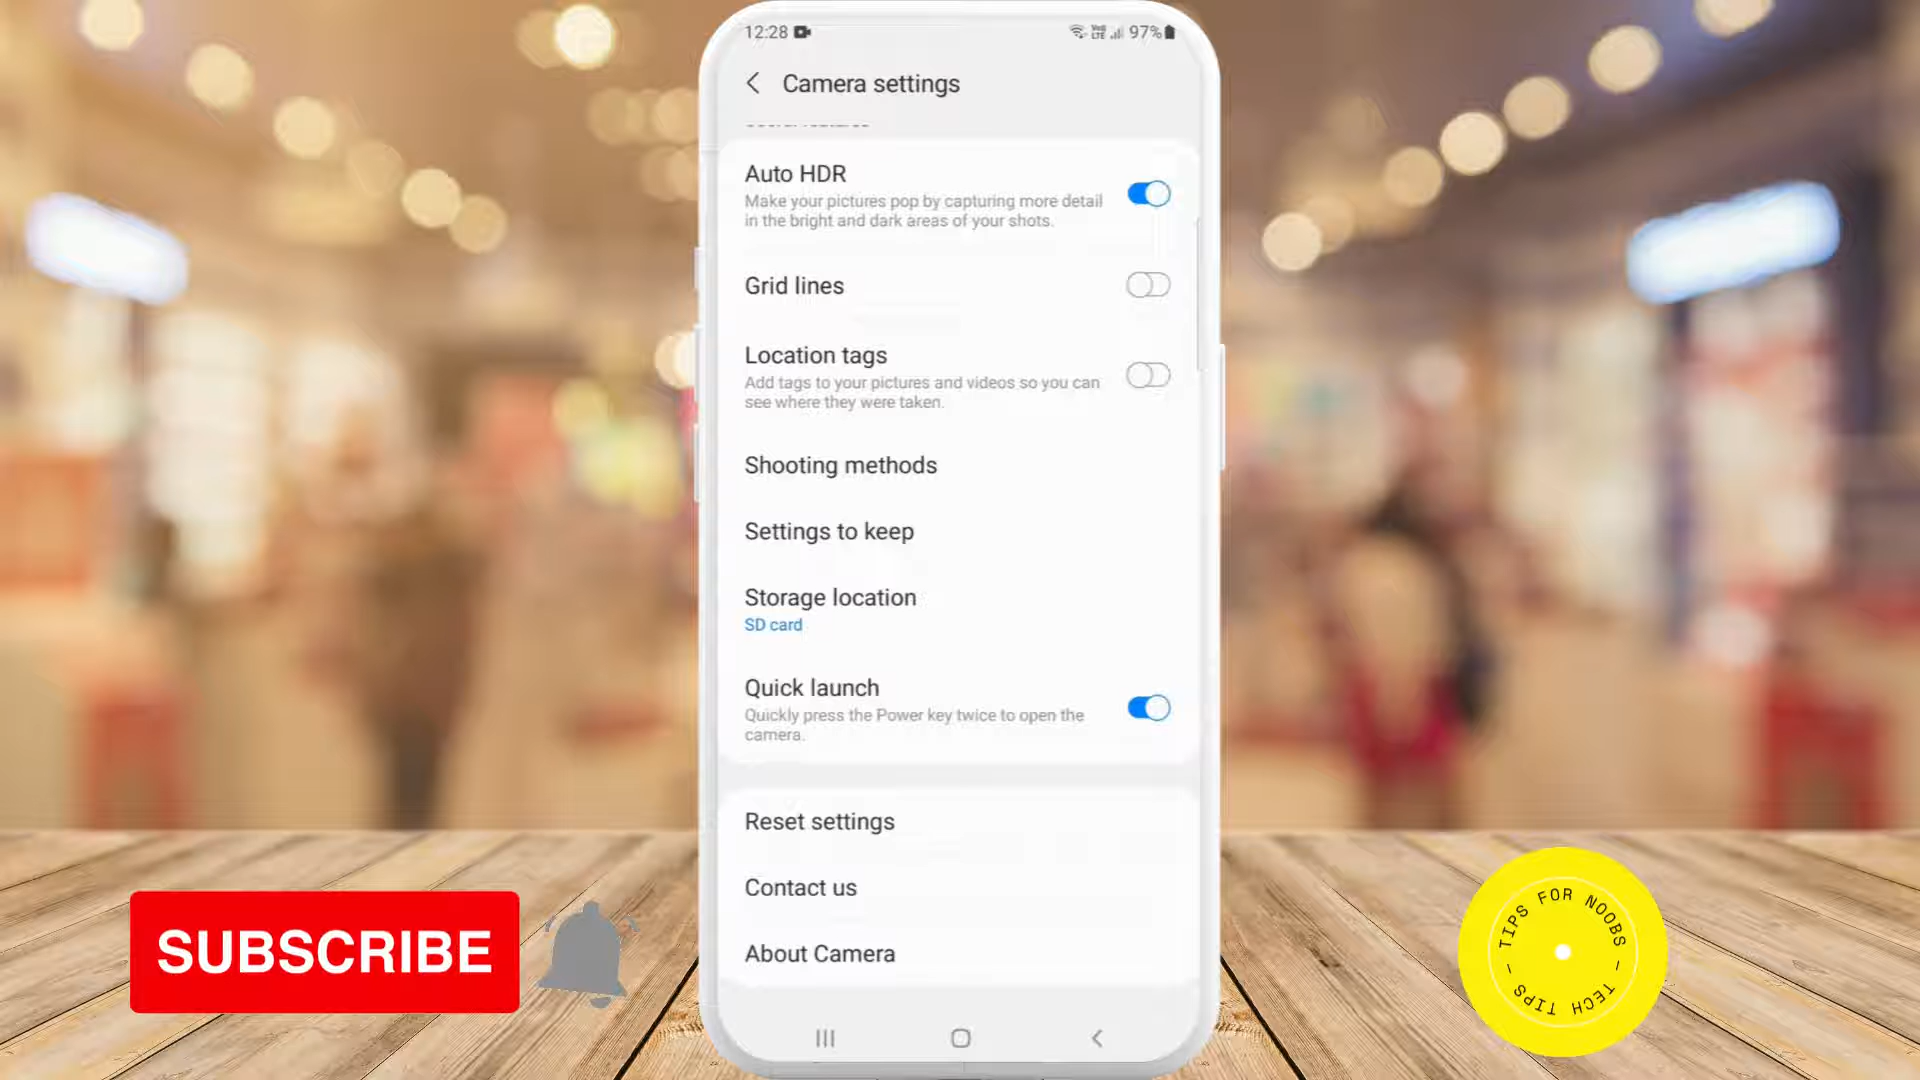 12:28
97%
Camera settings
Auto HDR
Make your pictures pop by capturing more detail
in the bright and dark areas of your shots.
Grid lines
Location tags
Add tags to your pictures and videos so you can
see where they were taken.
Shooting methods
Settings to keep
Storage location
SD card
Quick launch
Quickly press the Power key twice to open the
camera.
Reset settings
Contact us
About Camera
SUBSCRIBE
TIPS FOR NOOBS – TECH TIPS –